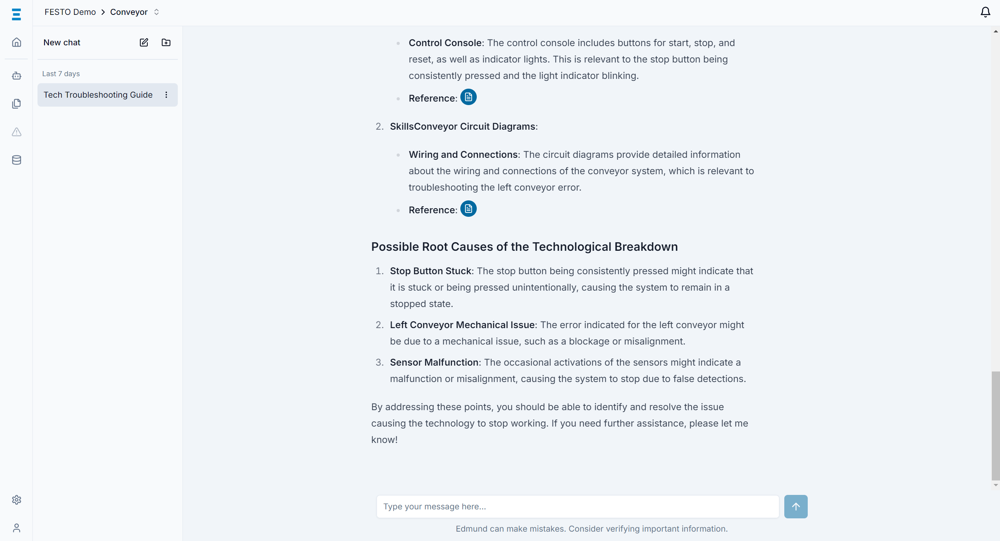 FESTO Demo > Conveyor
New chat
Last 7 days
Tech Troubleshooting Guide
• Control Console: The control console includes buttons for start, stop, and
reset, as well as indicator lights. This is relevant to the stop button being
consistently pressed and the light indicator blinking.
• Reference:
2. SkillsConveyor Circuit Diagrams:
• Wiring and Connections: The circuit diagrams provide detailed information
about the wiring and connections of the conveyor system, which is relevant to
troubleshooting the left conveyor error.
• Reference:
Possible Root Causes of the Technological Breakdown
1. Stop Button Stuck: The stop button being consistently pressed might indicate that
it is stuck or being pressed unintentionally, causing the system to remain in a
stopped state.
2. Left Conveyor Mechanical Issue: The error indicated for the left conveyor might
be due to a mechanical issue, such as a blockage or misalignment.
3. Sensor Malfunction: The occasional activations of the sensors might indicate a
malfunction or misalignment, causing the system to stop due to false detections.
By addressing these points, you should be able to identify and resolve the issue
causing the technology to stop working. If you need further assistance, please let me
know!
Type your message here...
Edmund can make mistakes. Consider verifying important information.